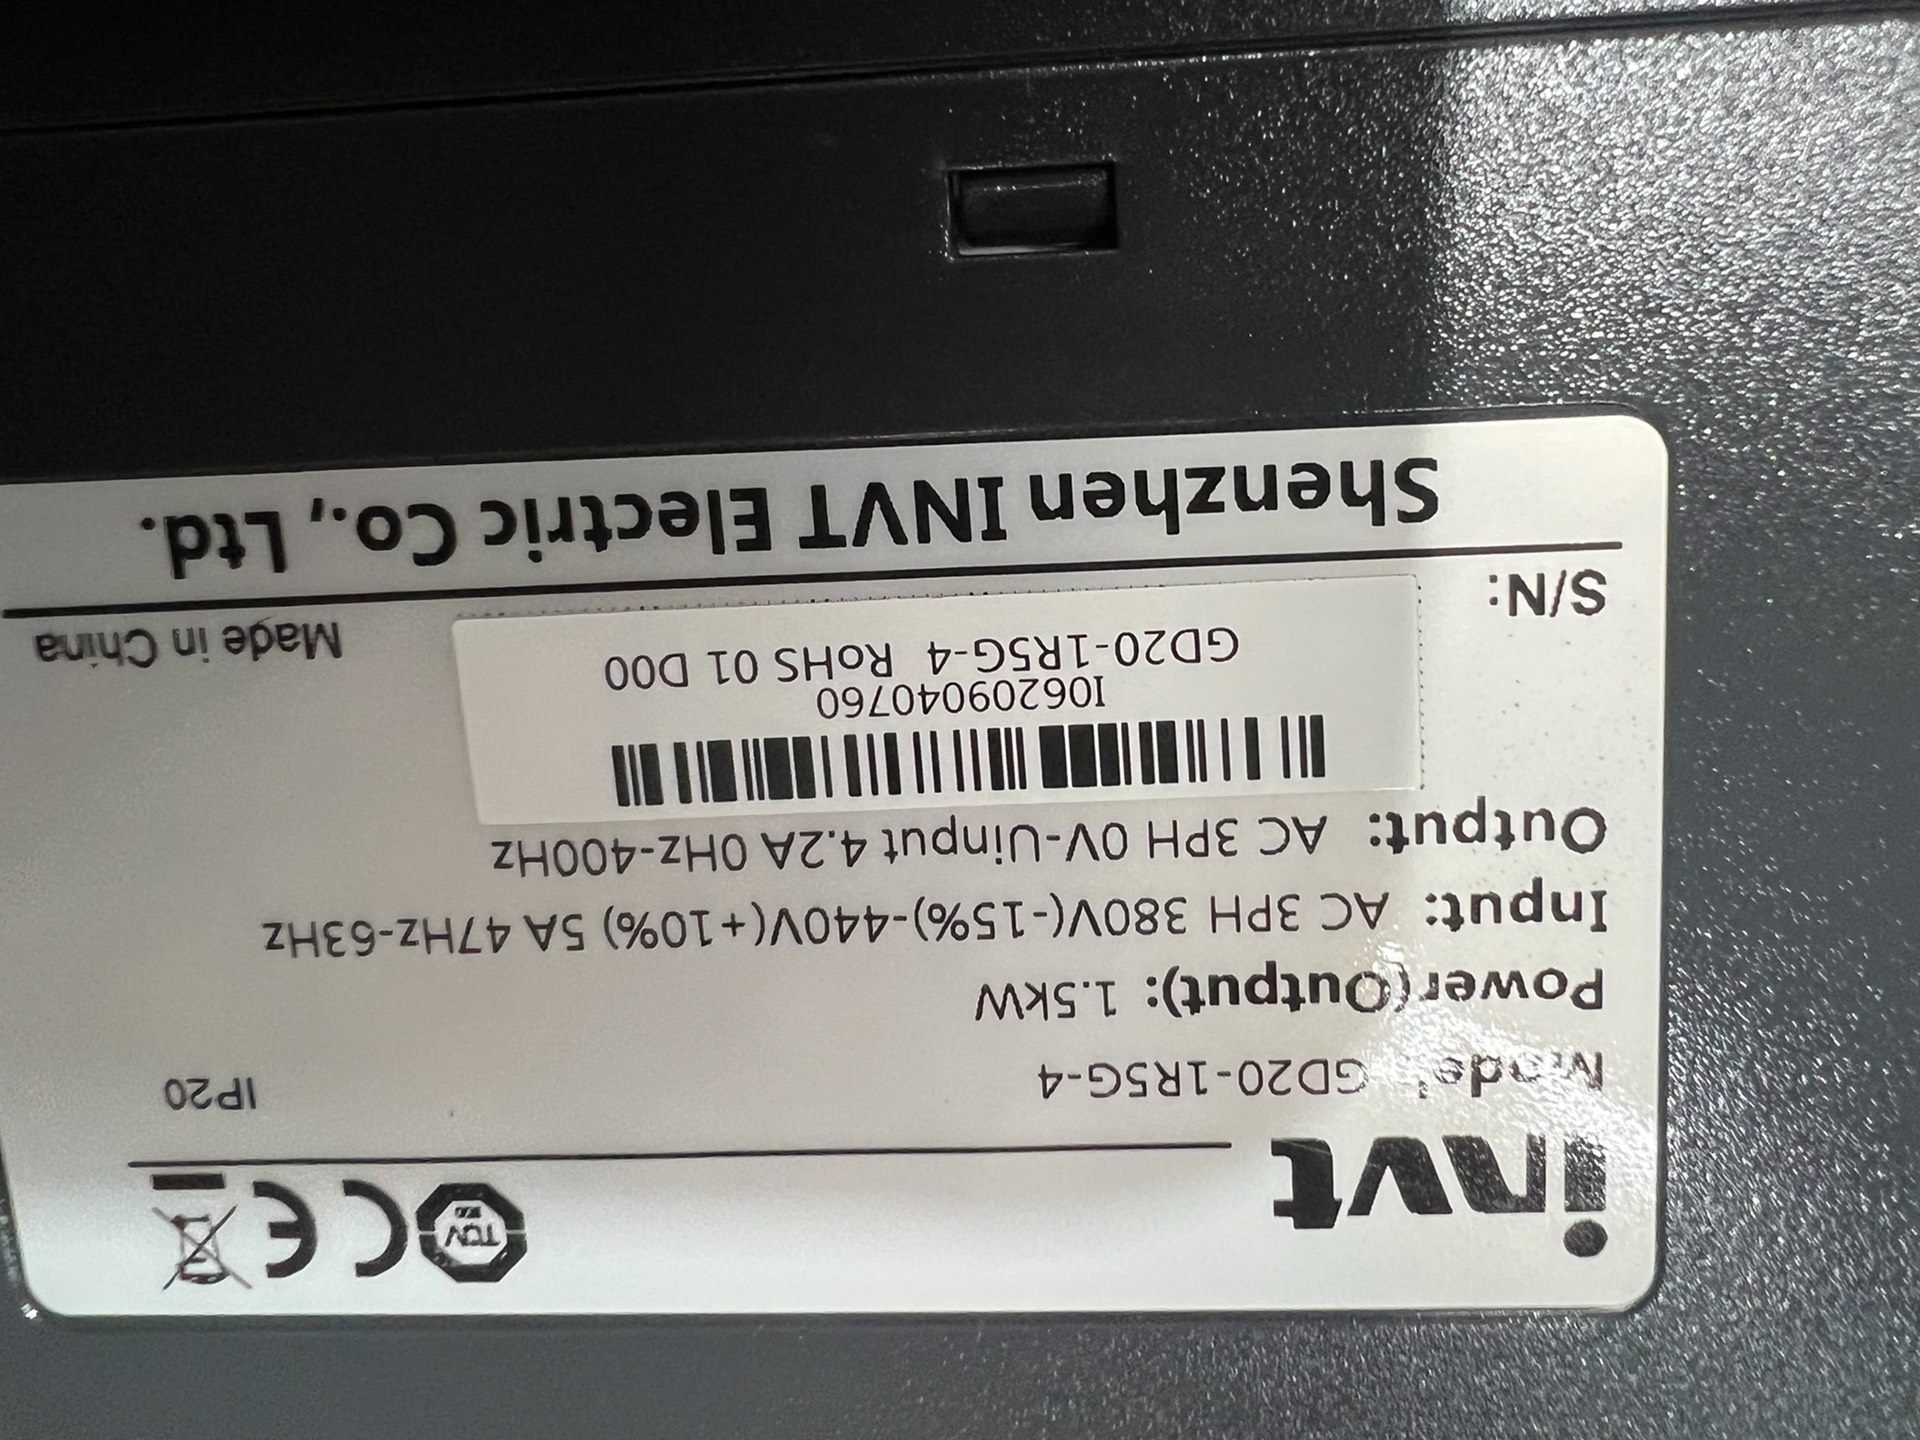 invt
TÜV
CE
Model: GD20-1R5G-4
IP20
Power(Output): 1.5kW
Input: AC 3PH 380V(-15%)-440V(+10%) 5A 47Hz-63Hz
Output: AC 3PH 0V-Uinput 4.2A 0Hz-400Hz
I06209040760
GD20-1R5G-4 RoHS 01 D00
S/N:
Made in China
Shenzhen INVT Electric Co., Ltd.